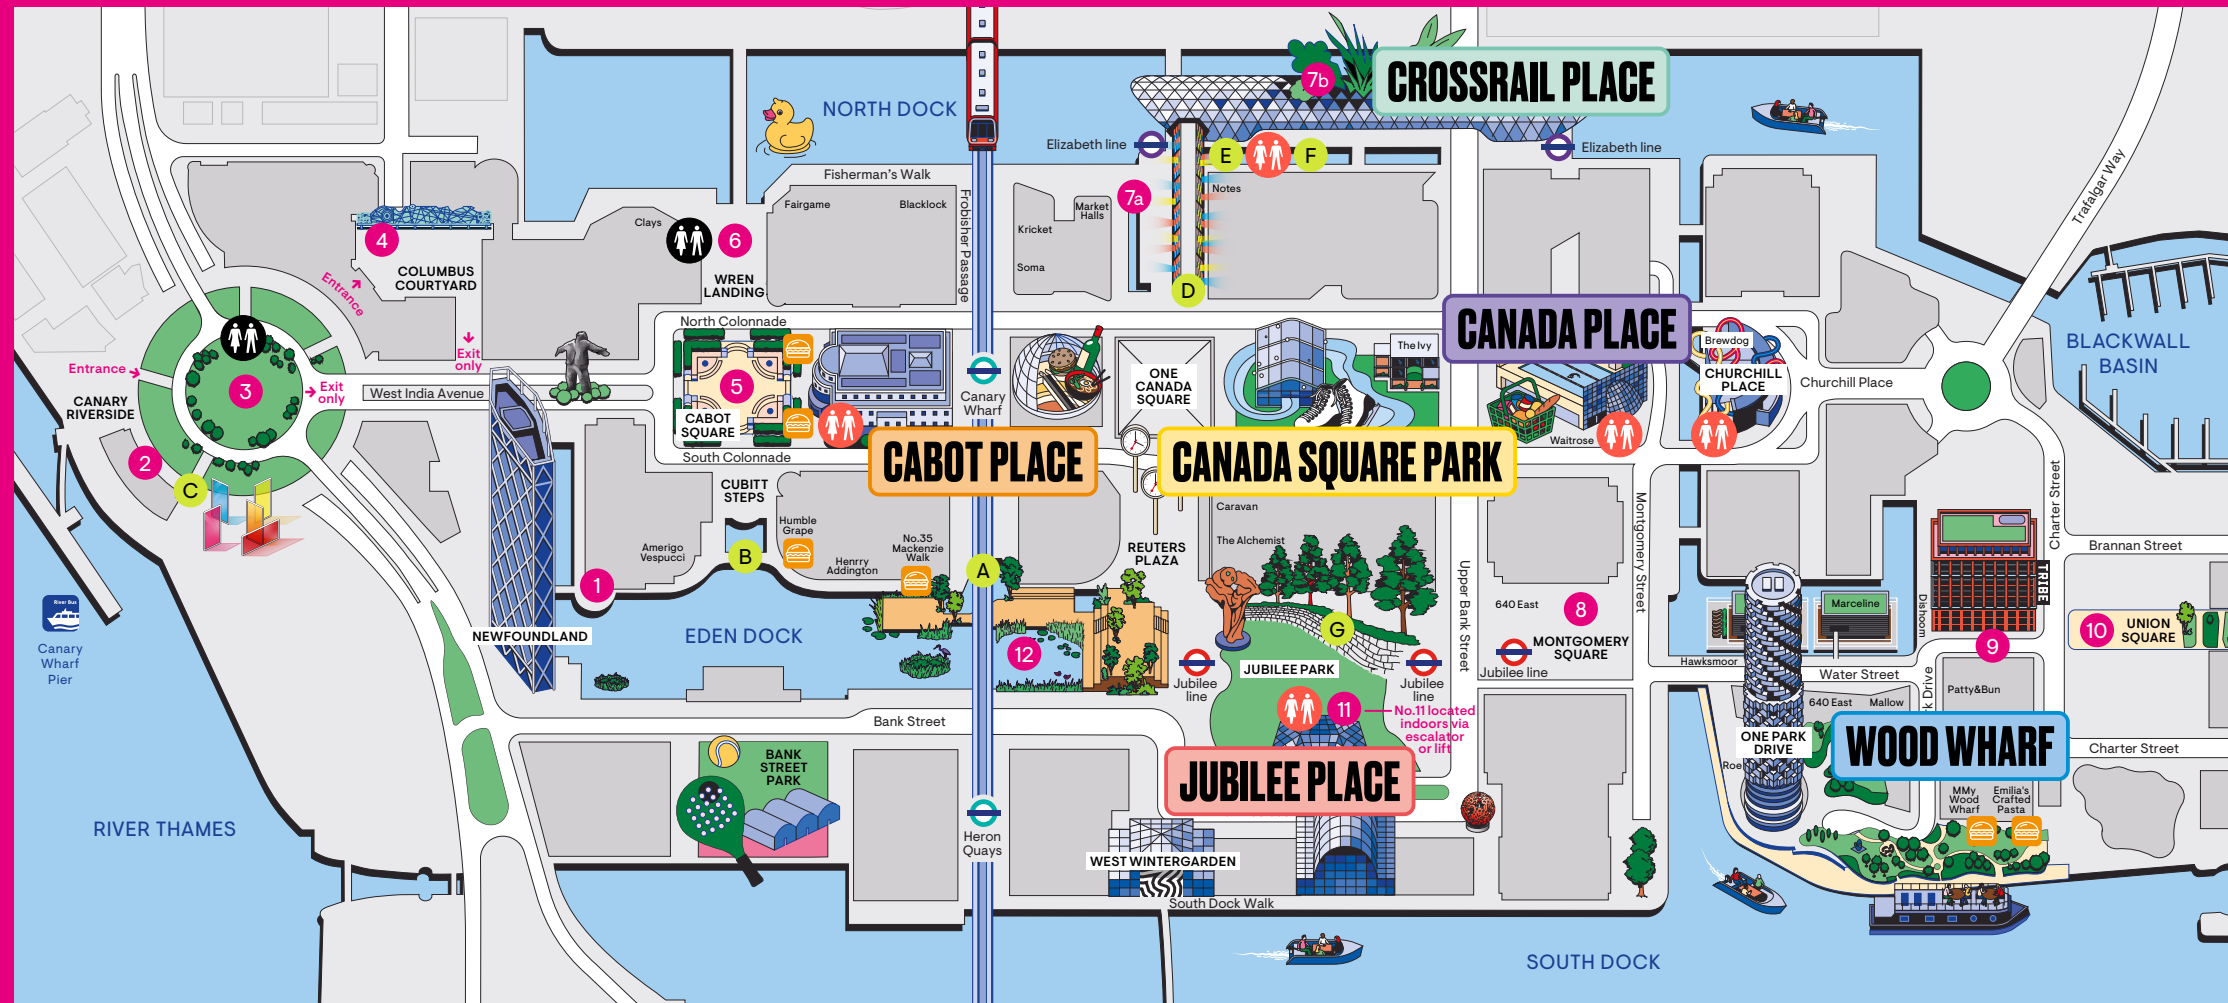 CROSSRAIL PLACE
7b
NORTH DOCK
Elizabeth line
E
F
Elizabeth line
Trafalgar Way
Fisherman's Walk
Notes
Fairgame
Blacklock
Frobisher Passage
Market
Halls
7a
Kricket
Soma
D
Clays
6
WREN
LANDING
4
COLUMBUS
COURTYARD
Entrance
Exit
only
North Colonnade
CANADA PLACE
BLACKWALL
BASIN
Entrance
3
Exit
only
CANARY
RIVERSIDE
West India Avenue
5
CABOT
SQUARE
South Colonnade
Canary
Wharf
ONE
CANADA
SQUARE
The Ivy
Brewdog
CHURCHILL
PLACE
Churchill Place
Waitrose
CABOT PLACE
CANADA SQUARE PARK
2
C
CUBITT
STEPS
Humble
Grape
No.35
Mackenzie
Walk
Henrry
Addington
Amerigo
Vespucci
B
A
1
REUTERS
PLAZA
Caravan
The Alchemist
Upper Bank Street
Montgomery Street
Charter Street
Brannan Street
TRIBE
Dishoom
Marceline
640 East
8
MONTGOMERY
SQUARE
Jubilee line
Hawksmoor
Water Street
9
10
UNION
SQUARE
River Bus
Canary
Wharf
Pier
NEWFOUNDLAND
EDEN DOCK
12
G
JUBILEE PARK
Jubilee
line
Jubilee
line
11
No.11 located
indoors via
escalator
or lift
Patty&Bun
640 East
Mallow
rk Drive
Bank Street
ONE PARK
DRIVE
WOOD WHARF
Charter Street
Roe
BANK
STREET
PARK
JUBILEE PLACE
MMy
Wood
Wharf
Emilia's
Crafted
Pasta
RIVER THAMES
Heron
Quays
WEST WINTERGARDEN
South Dock Walk
SOUTH DOCK